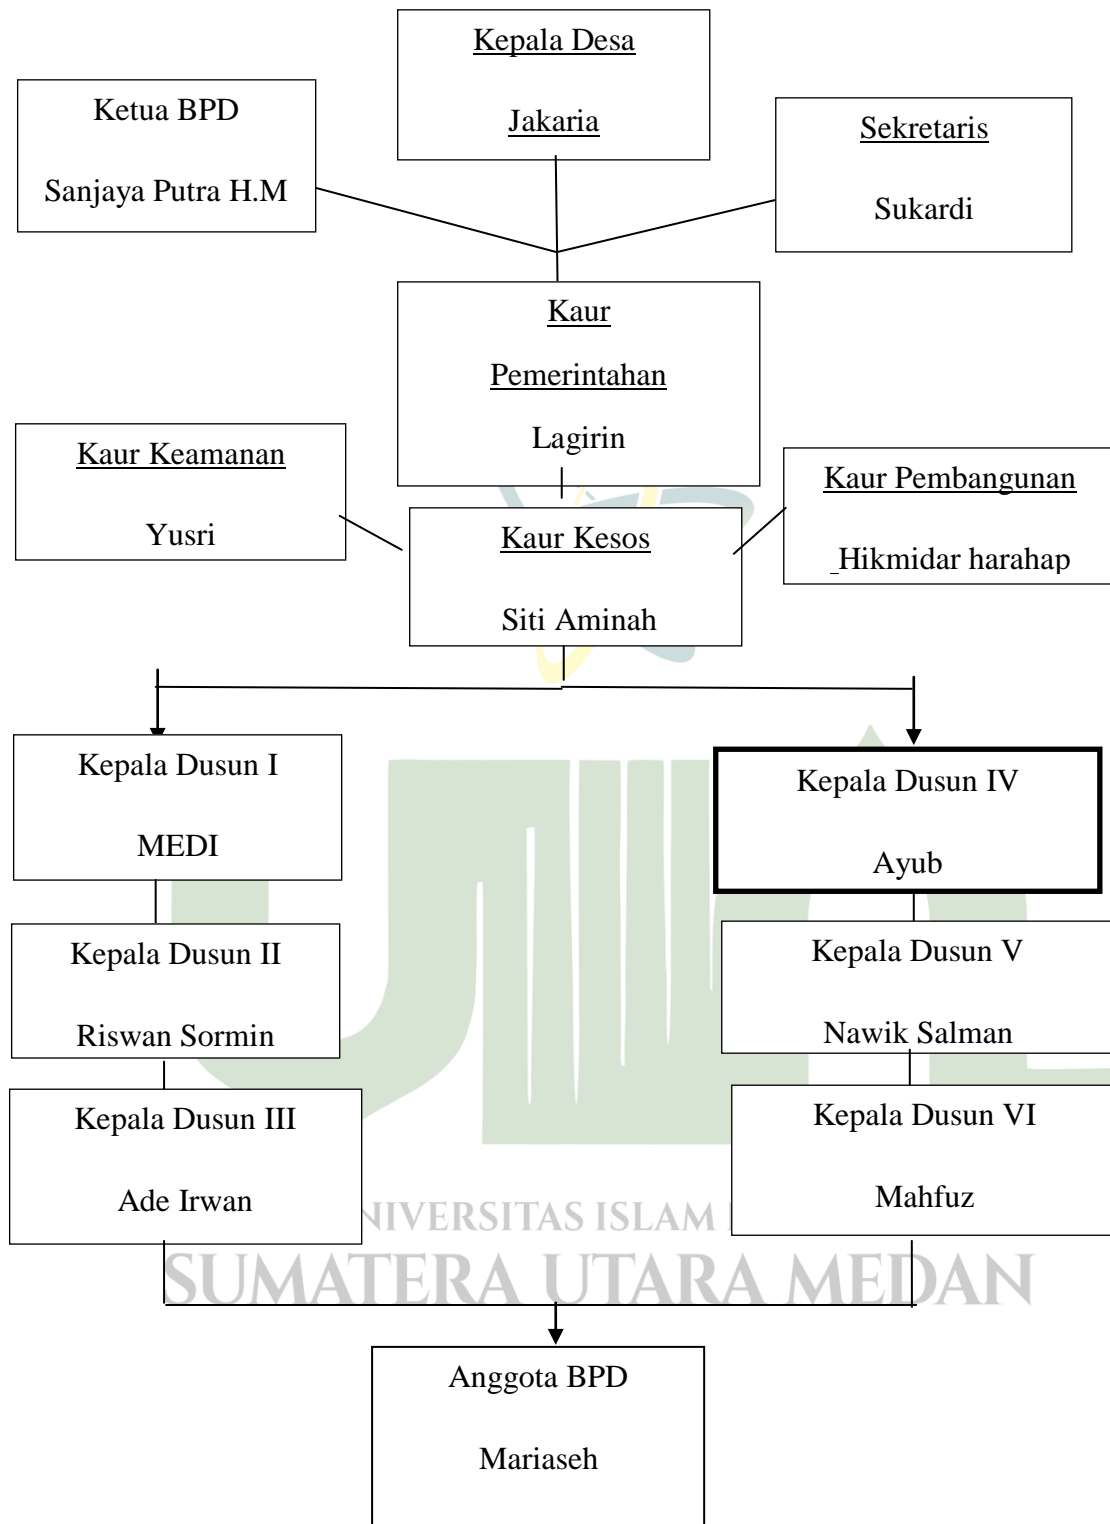 Kepala Desa
Jakaria
Ketua BPD
Sanjaya Putra H.M
Sekretaris
Sukardi
Kaur
Pemerintahan
Lagirin
Kaur Keamanan
Yusri
Kaur Pembangunan
Hikmidar harahap
Kaur Kesos
Siti Aminah
Kepala Dusun I
MEDI
Kepala Dusun IV
Ayub
Kepala Dusun II
Riswan Sormin
Kepala Dusun V
Nawik Salman
Kepala Dusun III
Ade Irwan
Kepala Dusun VI
Mahfuz
NIVERSITAS ISLAM
SUMATERA UTARA MEDAN
Anggota BPD
Mariaseh